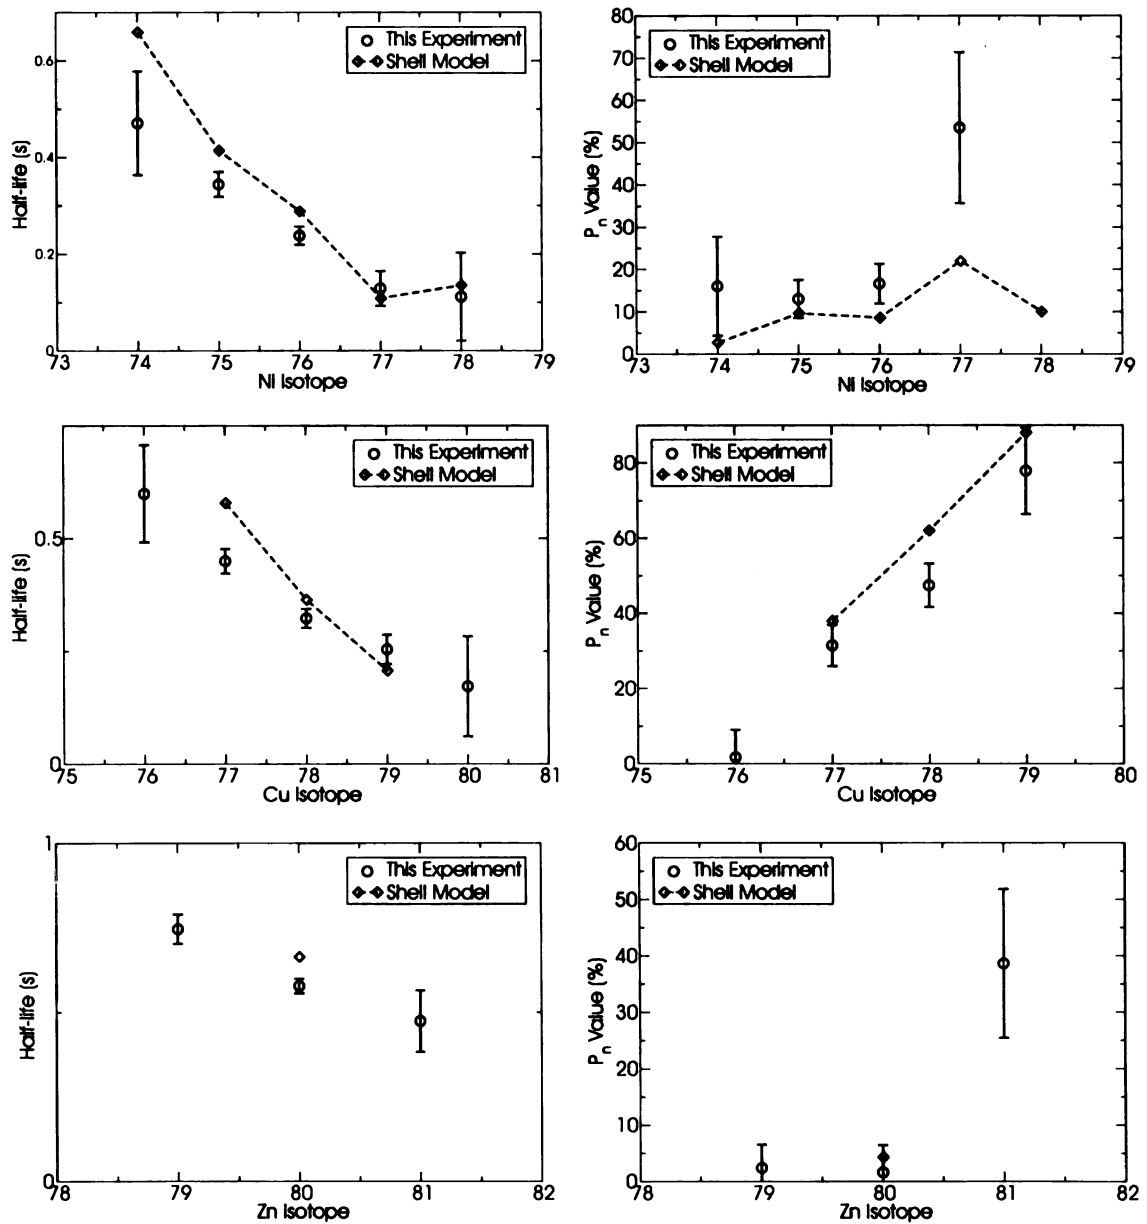 This Experiment
Shell Model
Half-life (s)
0.6
0.4
0.2
0
73 74 75 76 77 78 79
Ni Isotope
This Experiment
Shell Model
Pn Value (%)
80
70
60
50
40
30
20
10
0
73 74 75 76 77 78 79
Ni Isotope
This Experiment
Shell Model
Half-life (s)
0.5
0
75 76 77 78 79 80 81
Cu Isotope
This Experiment
Shell Model
Pn Value (%)
80
60
40
20
0
75 76 77 78 79 80
Cu Isotope
This Experiment
Shell Model
Half-life (s)
1
0
78 79 80 81 82
Zn Isotope
This Experiment
Shell Model
Pn Value (%)
60
50
40
30
20
10
0
78 79 80 81 82
Zn Isotope